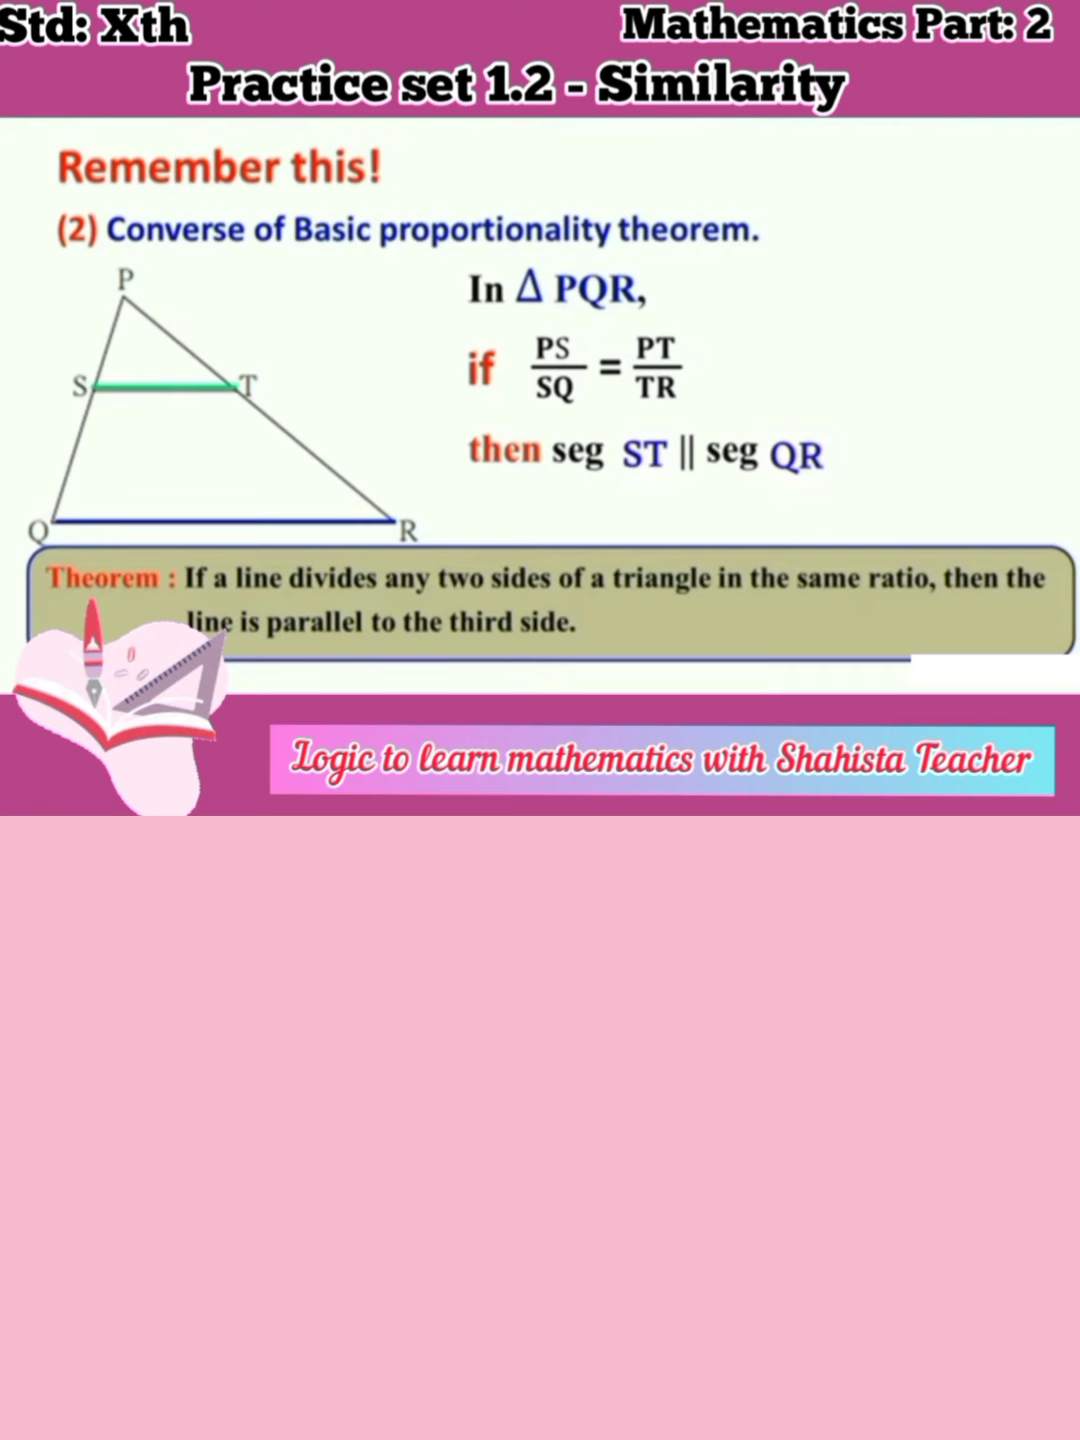 Std: Xth Mathematics Part: 2
Practice set 1.2 - Similarity
Remember this!
(2) Converse of Basic proportionality theorem.
P
In Δ PQR,
if PS/SQ = PT/TR
S T
then seg ST || seg QR
Q R
Theorem : If a line divides any two sides of a triangle in the same ratio, then the
line is parallel to the third side.
Logic to learn mathematics with Shahista Teacher